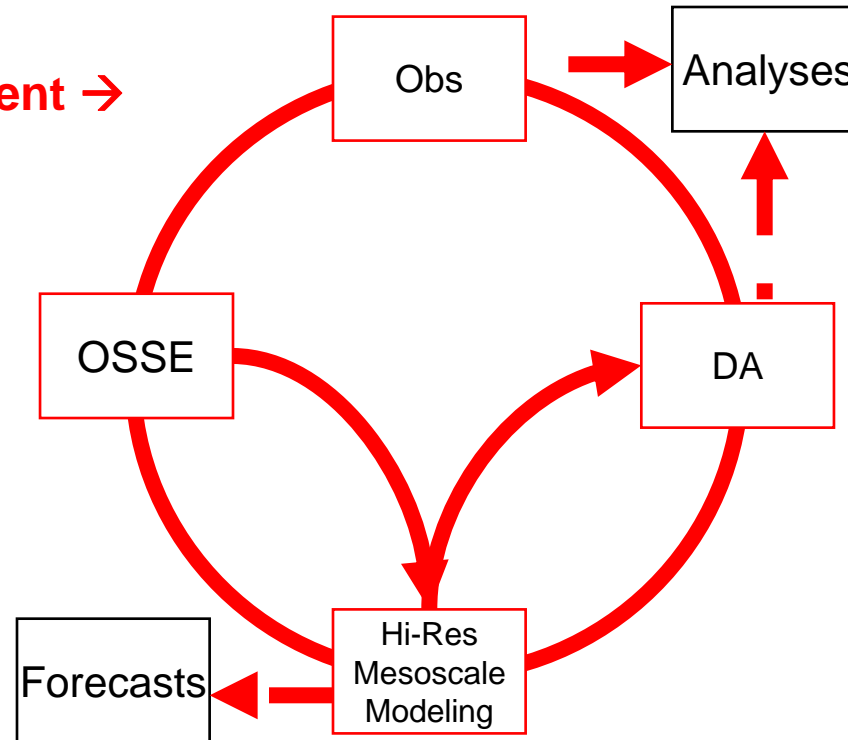 Obs
Analyses
ent →
OSSE
DA
Hi-Res
Mesoscale
Modeling
Forecasts